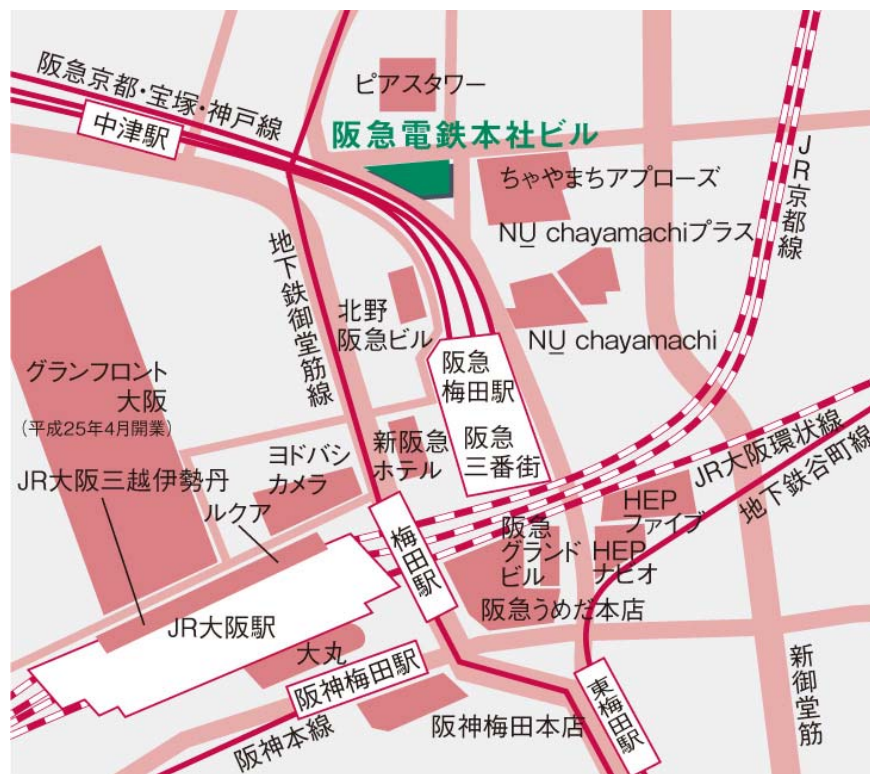 阪急京都・宝塚・神戸線
中津駅
ピアスタワー
阪急電鉄本社ビル
ちゃやまちアプローズ
JR京都線
NU chayamachiプラス
地下鉄御堂筋線
北野
阪急ビル
NU chayamachi
阪急
梅田駅
グランフロント
大阪
(平成25年4月開業)
新阪急
ホテル
阪急
三番街
ヨドバシ
カメラ
JR大阪三越伊勢丹
ルクア
JR大阪環状線
地下鉄谷町線
HEP
ファイブ
梅田駅
阪急
グランド
ビル
HEP
ナビオ
阪急うめだ本店
JR大阪駅
大丸
阪神梅田駅
東梅田駅
新御堂筋
阪神梅田本店
阪神本線